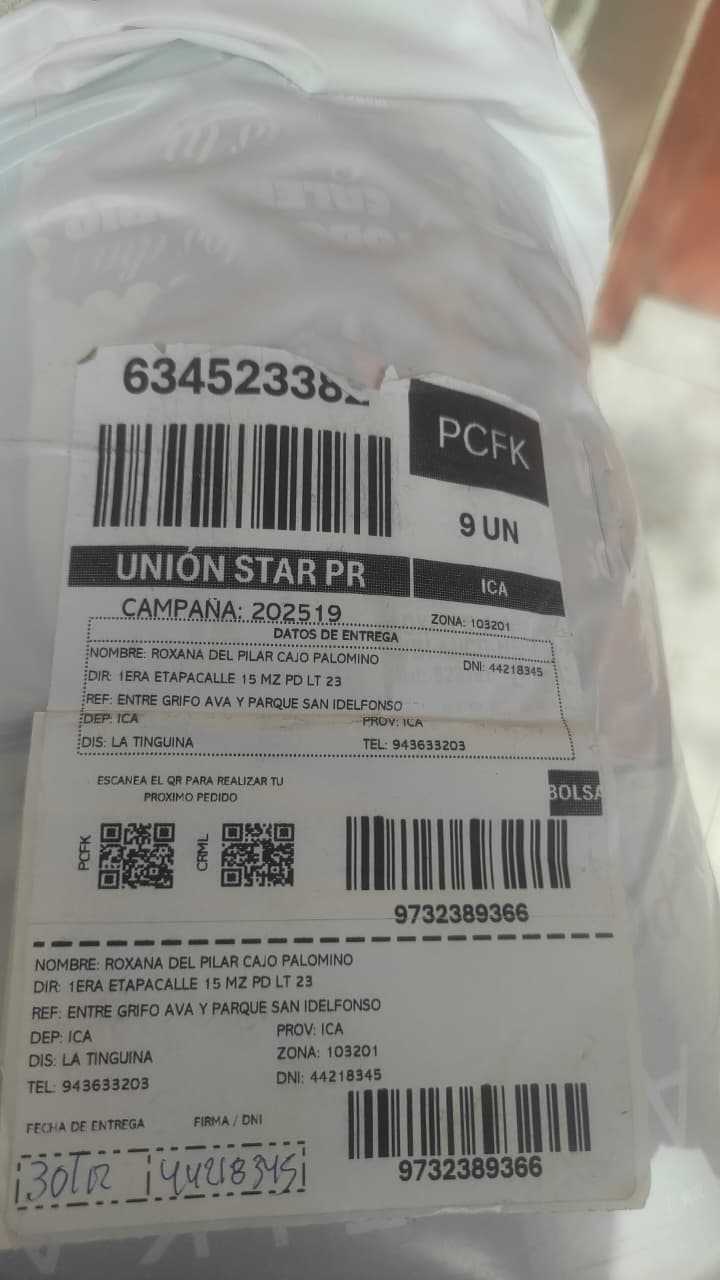 634523382
PCFK
9 UN
UNIÓN STAR PR
ICA
CAMPAÑA: 202519
ZONA: 103201
DATOS DE ENTREGA
NOMBRE: ROXANA DEL PILAR CAJO PALOMINO
DNI: 44218345
DIR: 1ERA ETAPACALLE 15 MZ PD LT 23
REF: ENTRE GRIFO AVA Y PARQUE SAN IDELFONSO
DEP: ICA PROV: ICA
DIS: LA TINGUINA TEL: 943633203
ESCANEA EL QR PARA REALIZAR TU
PROXIMO PEDIDO
BOLSA
PCFK
CRML
9732389366
NOMBRE: ROXANA DEL PILAR CAJO PALOMINO
DIR: 1ERA ETAPACALLE 15 MZ PD LT 23
REF: ENTRE GRIFO AVA Y PARQUE SAN IDELFONSO
DEP: ICA PROV: ICA
DIS: LA TINGUINA ZONA: 103201
TEL: 943633203 DNI: 44218345
FECHA DE ENTREGA FIRMA / DNI
44218345
9732389366